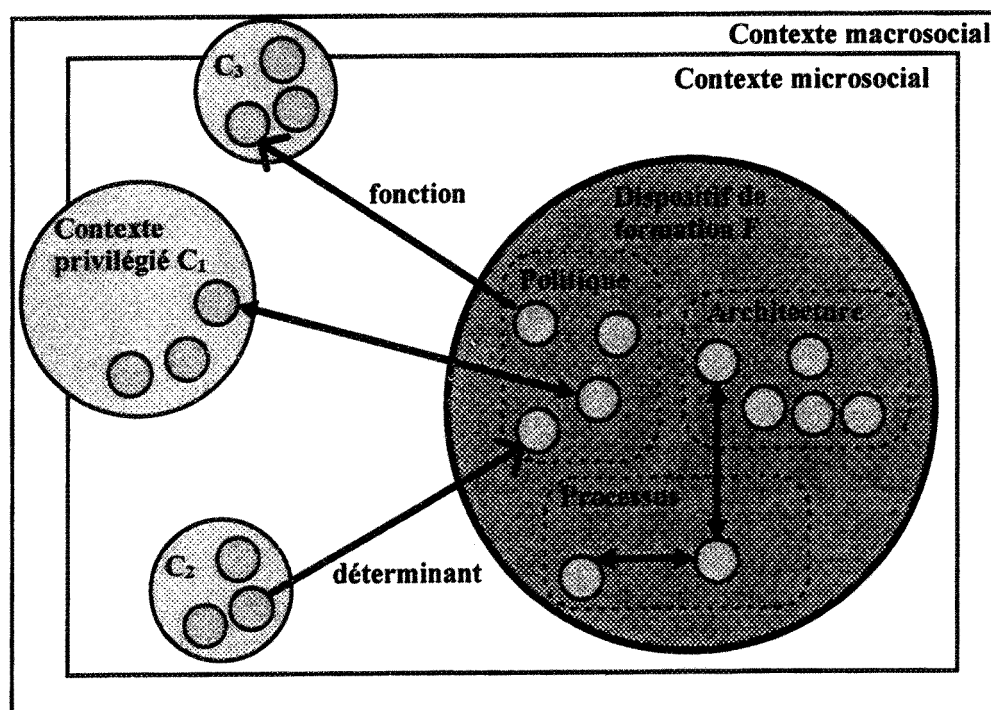 Contexte macrosocial
Contexte microsocial
C₃
fonction
Dispositif de
formation F
Contexte
privilégié C₁
Politique
Architecture
Processus
C₂
déterminant